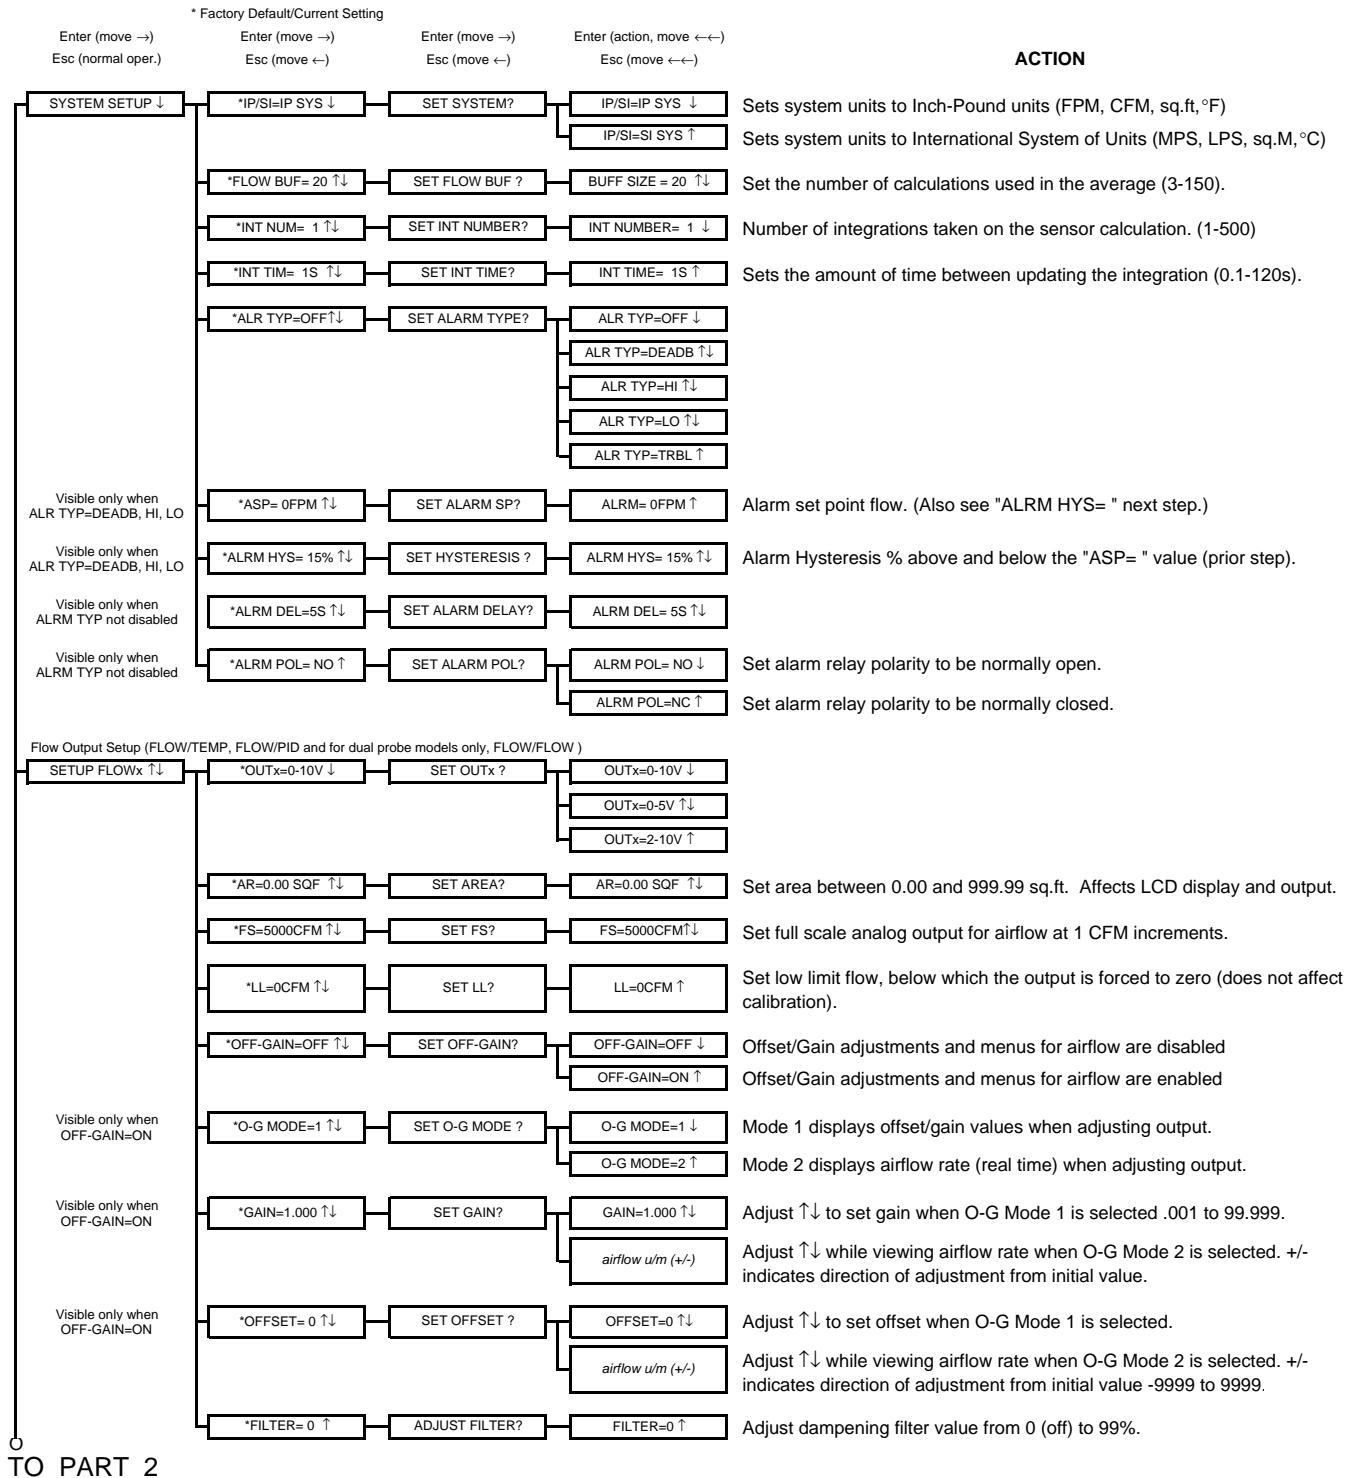 * Factory Default/Current Setting
Enter (move →) Enter (move →) Enter (move →) Enter (action, move ←←)
Esc (normal oper.) Esc (move ←) Esc (move ←) Esc (move ←←) ACTION
SYSTEM SETUP ↓ *IP/SI=IP SYS ↓ SET SYSTEM? IP/SI=IP SYS ↓ Sets system units to Inch-Pound units (FPM, CFM, sq.ft,°F)
IP/SI=SI SYS ↑ Sets system units to International System of Units (MPS, LPS, sq.M,°C)
*FLOW BUF= 20 ↑↓ SET FLOW BUF ? BUFF SIZE = 20 ↑↓ Set the number of calculations used in the average (3-150).
*INT NUM= 1 ↑↓ SET INT NUMBER? INT NUMBER= 1 ↓ Number of integrations taken on the sensor calculation. (1-500)
*INT TIM= 1S ↑↓ SET INT TIME? INT TIME= 1S ↑ Sets the amount of time between updating the integration (0.1-120s).
*ALR TYP=OFF↑↓ SET ALARM TYPE? ALR TYP=OFF ↓
ALR TYP=DEADB ↑↓
ALR TYP=HI ↑↓
ALR TYP=LO ↑↓
ALR TYP=TRBL ↑
Visible only when
ALR TYP=DEADB, HI, LO
*ASP= 0FPM ↑↓ SET ALARM SP? ALRM= 0FPM ↑ Alarm set point flow. (Also see "ALRM HYS= " next step.)
Visible only when
ALR TYP=DEADB, HI, LO
*ALRM HYS= 15% ↑↓ SET HYSTERESIS ? ALRM HYS= 15% ↑↓ Alarm Hysteresis % above and below the "ASP= " value (prior step).
Visible only when
ALRM TYP not disabled
*ALRM DEL=5S ↑↓ SET ALARM DELAY? ALRM DEL= 5S ↑↓
Visible only when
ALRM TYP not disabled
*ALRM POL= NO ↑ SET ALARM POL? ALRM POL= NO ↓ Set alarm relay polarity to be normally open.
ALRM POL=NC ↑ Set alarm relay polarity to be normally closed.
Flow Output Setup (FLOW/TEMP, FLOW/PID and for dual probe models only, FLOW/FLOW )
SETUP FLOWx ↑↓ *OUTx=0-10V ↓ SET OUTx ? OUTx=0-10V ↓
OUTx=0-5V ↑↓
OUTx=2-10V ↑
*AR=0.00 SQF ↑↓ SET AREA? AR=0.00 SQF ↑↓ Set area between 0.00 and 999.99 sq.ft. Affects LCD display and output.
*FS=5000CFM ↑↓ SET FS? FS=5000CFM↑↓ Set full scale analog output for airflow at 1 CFM increments.
*LL=0CFM ↑↓ SET LL? LL=0CFM ↑ Set low limit flow, below which the output is forced to zero (does not affect
calibration).
*OFF-GAIN=OFF ↑↓ SET OFF-GAIN? OFF-GAIN=OFF ↓ Offset/Gain adjustments and menus for airflow are disabled
OFF-GAIN=ON ↑ Offset/Gain adjustments and menus for airflow are enabled
Visible only when
OFF-GAIN=ON
*O-G MODE=1 ↑↓ SET O-G MODE ? O-G MODE=1 ↓ Mode 1 displays offset/gain values when adjusting output.
O-G MODE=2 ↑ Mode 2 displays airflow rate (real time) when adjusting output.
Visible only when
OFF-GAIN=ON
*GAIN=1.000 ↑↓ SET GAIN? GAIN=1.000 ↑↓ Adjust ↑↓ to set gain when O-G Mode 1 is selected .001 to 99.999.
airflow u/m (+/-) Adjust ↑↓ while viewing airflow rate when O-G Mode 2 is selected. +/-
indicates direction of adjustment from initial value.
Visible only when
OFF-GAIN=ON
*OFFSET= 0 ↑↓ SET OFFSET ? OFFSET=0 ↑↓ Adjust ↑↓ to set offset when O-G Mode 1 is selected.
airflow u/m (+/-) Adjust ↑↓ while viewing airflow rate when O-G Mode 2 is selected. +/-
indicates direction of adjustment from initial value -9999 to 9999.
*FILTER= 0 ↑ ADJUST FILTER? FILTER=0 ↑ Adjust dampening filter value from 0 (off) to 99%.
O
TO PART 2